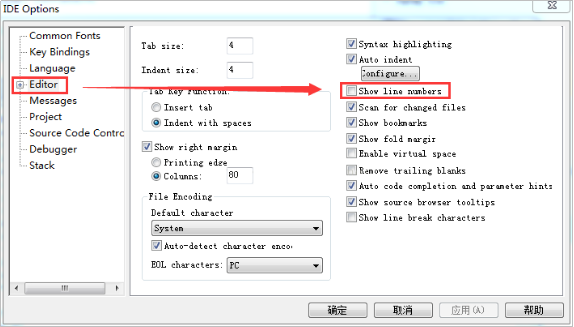 IDE Options
Common Fonts
Key Bindings
Language
Editor
Messages
Project
Source Code Contro
Debugger
Stack
Tab size:
4
Indent size:
4
Tab Key Function:
Insert tab
Indent with spaces
Show right margin
Printing edge
Columns:
80
File Encoding
Default character
System
Auto-detect character enco
EOL characters:
PC
Syntax highlighting
Auto indent
Configure...
Show line numbers
Scan for changed files
Show bookmarks
Show fold margir
Enable virtual space
Remove trailing blanks
Auto code completion and parameter hints
Show source browser tooltips
Show line break characters
确定
取消
应用(A)
帮助